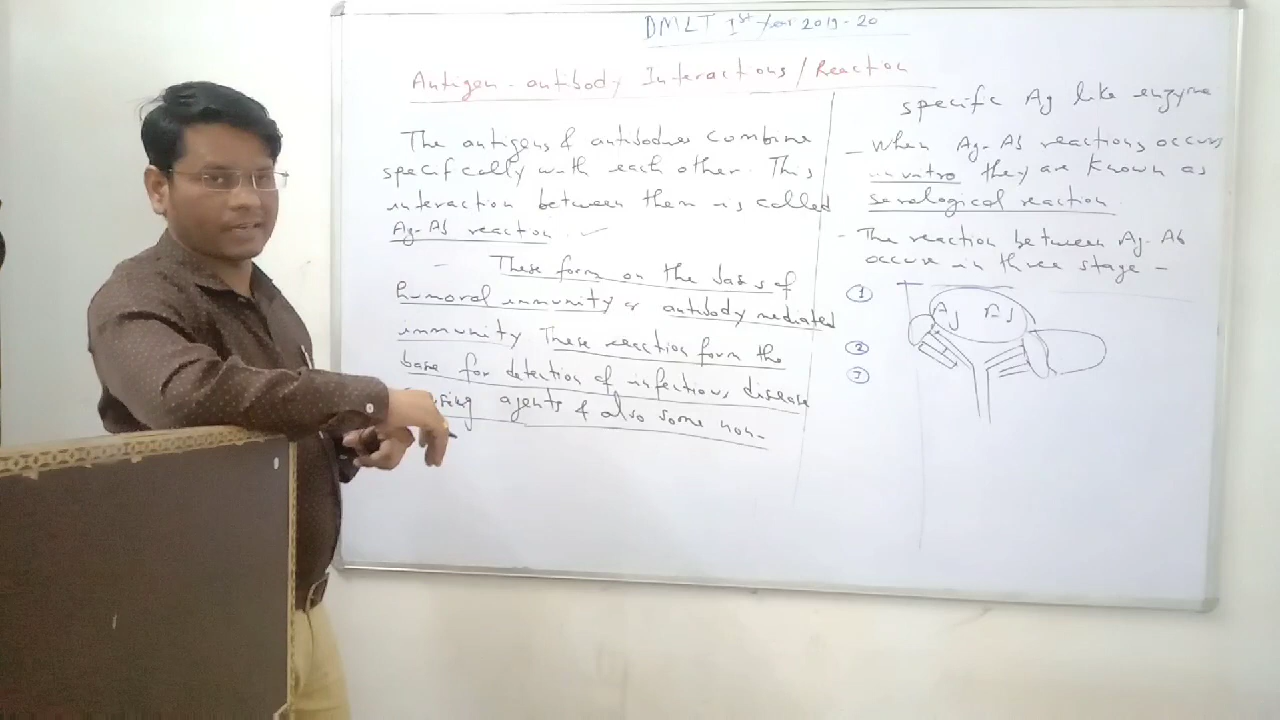 DMLT 1st Year 2019-20
Antigen-antibody Interactions/Reaction
The antigens & antibodies combine
specifically with each other. This
interaction between them is called
Ag-Ab reaction
- These form on the basis of
humoral immunity or antibody mediated
immunity These reaction form the
base for detection of infectious disease
agents & also some non-
specific Ag like enzyme
- When Ag-Ab reactions occurs
invitro they are known as
serological reaction
- The reaction between Ag-Ab
occurs in three stage -
1
2
3
Ag Ag